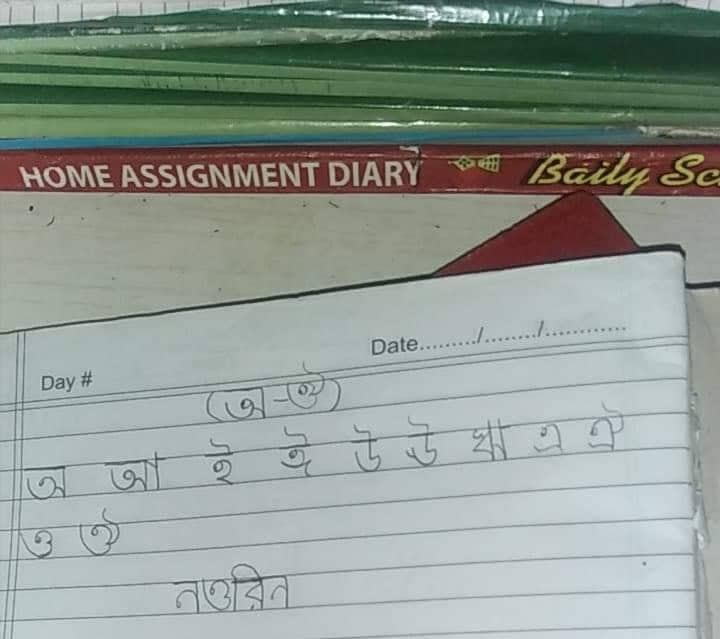 HOME ASSIGNMENT DIARY Baily Sc
Day #
Date........./........./.............
(অ-ঔ)
অ আ ই ঈ উ ঊ ঋ এ ঐ
ও ঔ
নওরিন